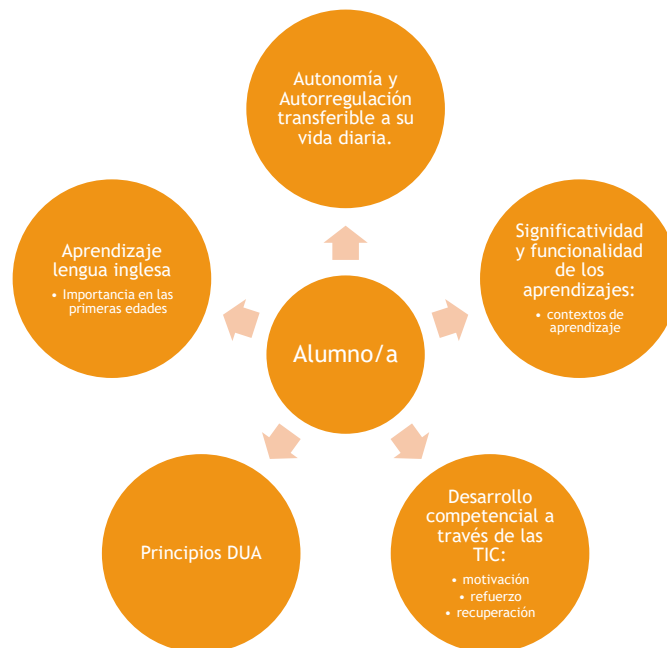 Autonomía y
Autorregulación
transferible a su
vida diaria.
Significatividad
y funcionalidad
de los
aprendizajes:
• contextos de
aprendizaje
Desarrollo
competencial a
través de las
TIC:
• motivación
• refuerzo
• recuperación
Principios DUA
Aprendizaje
lengua inglesa
• Importancia en las
primeras edades
Alumno/a